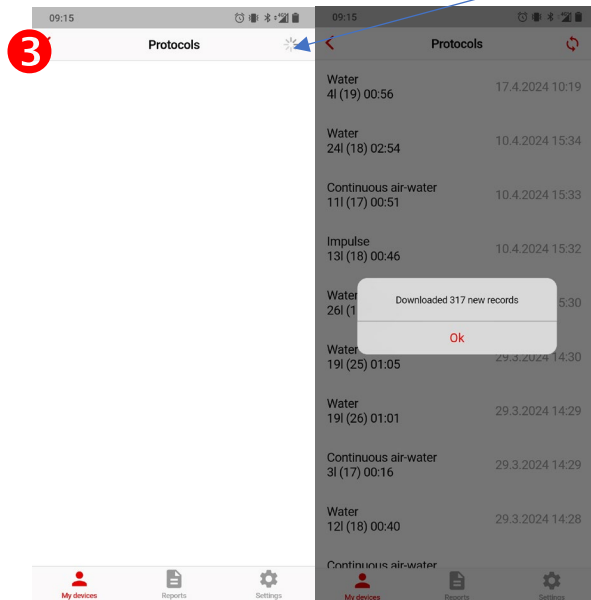 09:15
3
Protocols
My devices
Reports
Settings
09:15
Protocols
Water
4l (19) 00:56
17.4.2024 10:19
Water
24l (18) 02:54
10.4.2024 15:34
Continuous air-water
11l (17) 00:51
10.4.2024 15:33
Impulse
13l (18) 00:46
10.4.2024 15:32
Water
26l (1
5:30
Downloaded 317 new records
Ok
Water
19l (25) 01:05
29.3.2024 14:30
Water
19l (26) 01:01
29.3.2024 14:29
Continuous air-water
3l (17) 00:16
29.3.2024 14:29
Water
12l (18) 00:40
29.3.2024 14:28
Continuous air-water
My devices
Reports
Settings